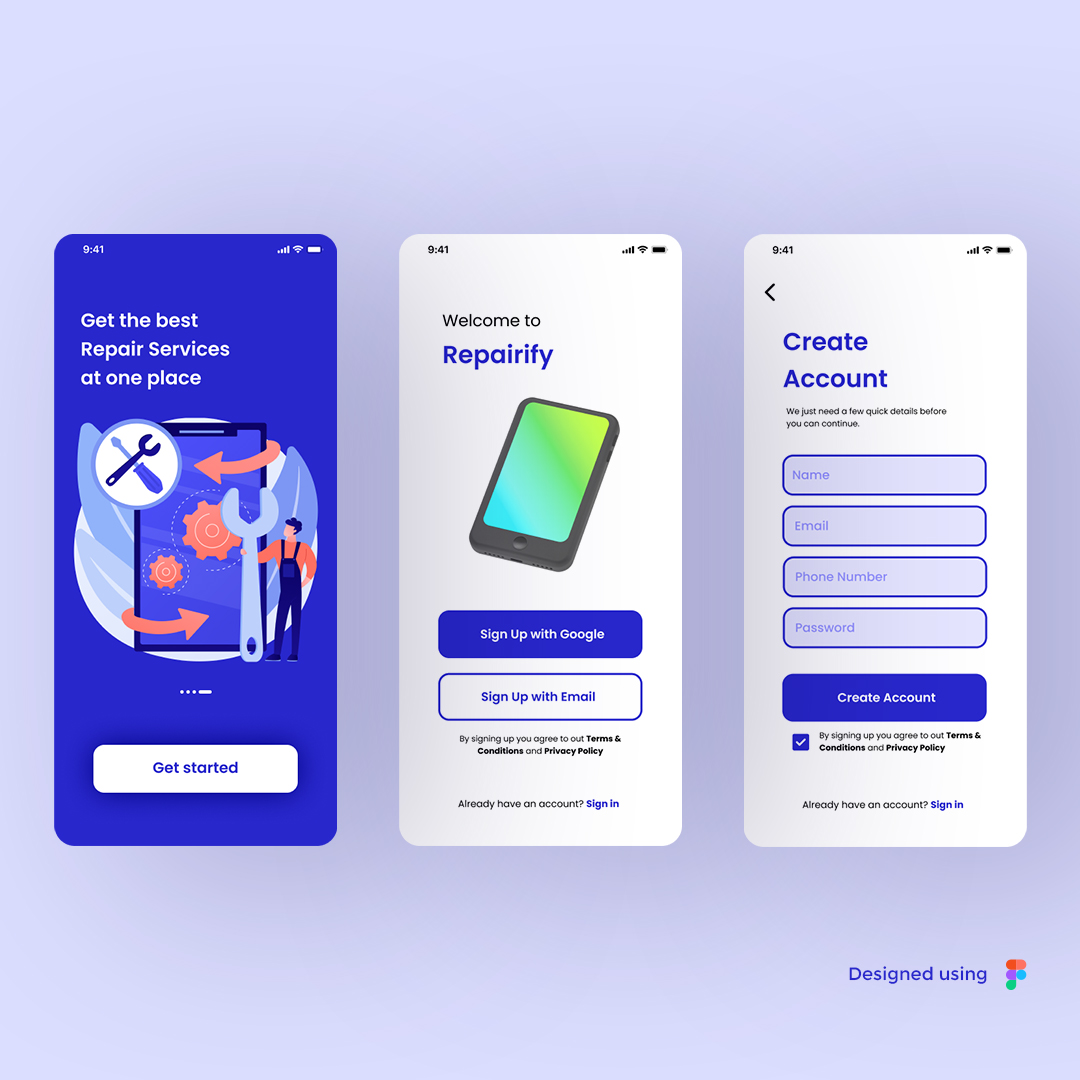 9:41
Get the best
Repair Services
at one place
Get started
9:41
Welcome to
Repairify
Sign Up with Google
Sign Up with Email
By signing up you agree to out Terms &
Conditions and Privacy Policy
Already have an account? Sign in
9:41
Create
Account
We just need a few quick details before
you can continue.
Name
Email
Phone Number
Password
Create Account
By signing up you agree to out Terms &
Conditions and Privacy Policy
Already have an account? Sign in
Designed using